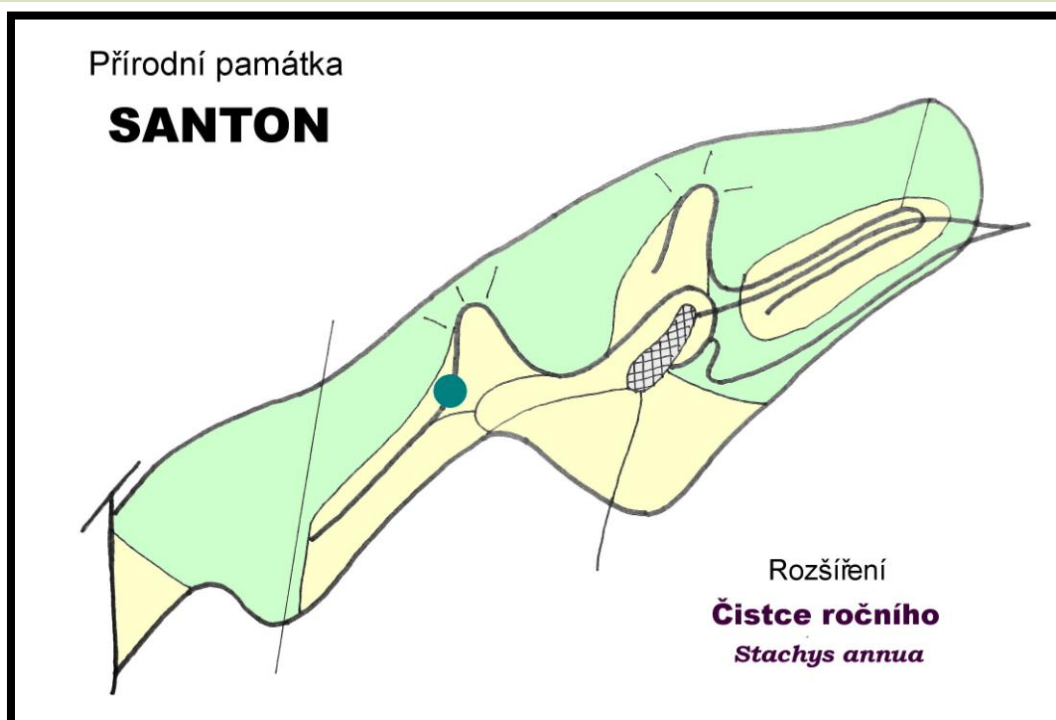 Přírodní památka
SANTON
Rozšíření
Čistce ročního
Stachys annua